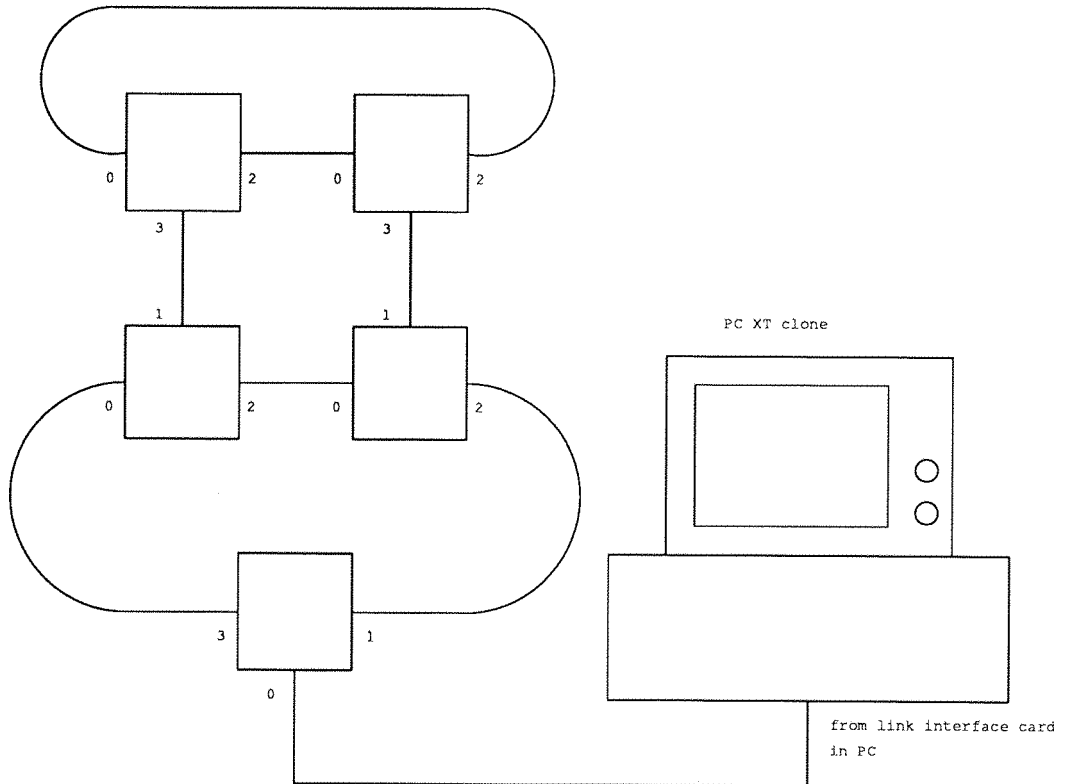 0 2 0 2
3 3
1 1
PC XT clone
0 2 0 2
3 1
0
from link interface card
in PC